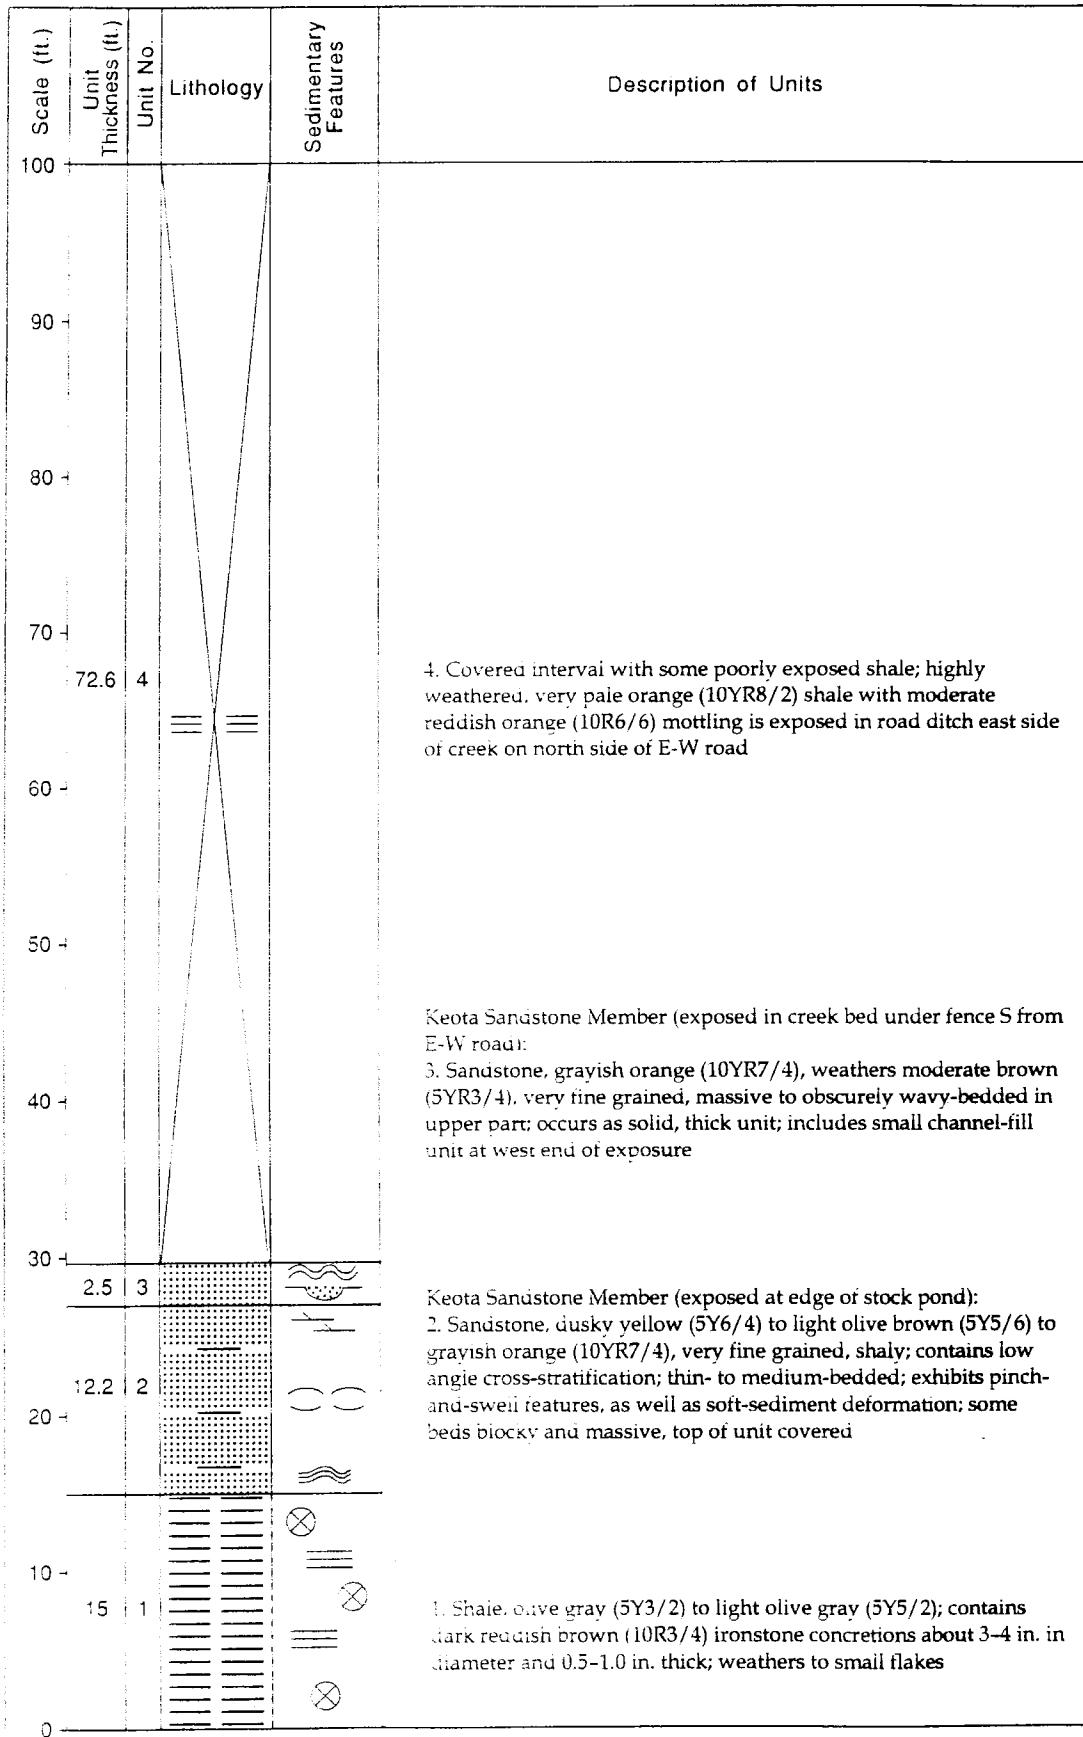 Scale (ft.)
Unit
Thickness (ft.)
Unit No.
Lithology
Sedimentary
Features
Description of Units
100
90
80
70
72.6 4
4. Covered interval with some poorly exposed shale; highly
weathered, very pale orange (10YR8/2) shale with moderate
reddish orange (10R6/6) mottling is exposed in road ditch east side
of creek on north side of E-W road
60
50
Keota Sandstone Member (exposed in creek bed under fence S from
E-W road):
3. Sandstone, grayish orange (10YR7/4), weathers moderate brown
(5YR3/4), very fine grained, massive to obscurely wavy-bedded in
upper part; occurs as solid, thick unit; includes small channel-fill
unit at west end of exposure
40
30
2.5 3
Keota Sandstone Member (exposed at edge of stock pond):
2. Sandstone, dusky yellow (5Y6/4) to light olive brown (5Y5/6) to
grayish orange (10YR7/4), very fine grained, shaly; contains low
angle cross-stratification; thin- to medium-bedded; exhibits pinch-
and-swell features, as well as soft-sediment deformation; some
beds blocky and massive, top of unit covered
12.2 2
20
10
15 1
1. Shale, olive gray (5Y3/2) to light olive gray (5Y5/2); contains
dark reddish brown (10R3/4) ironstone concretions about 3-4 in. in
diameter and 0.5-1.0 in. thick; weathers to small flakes
0